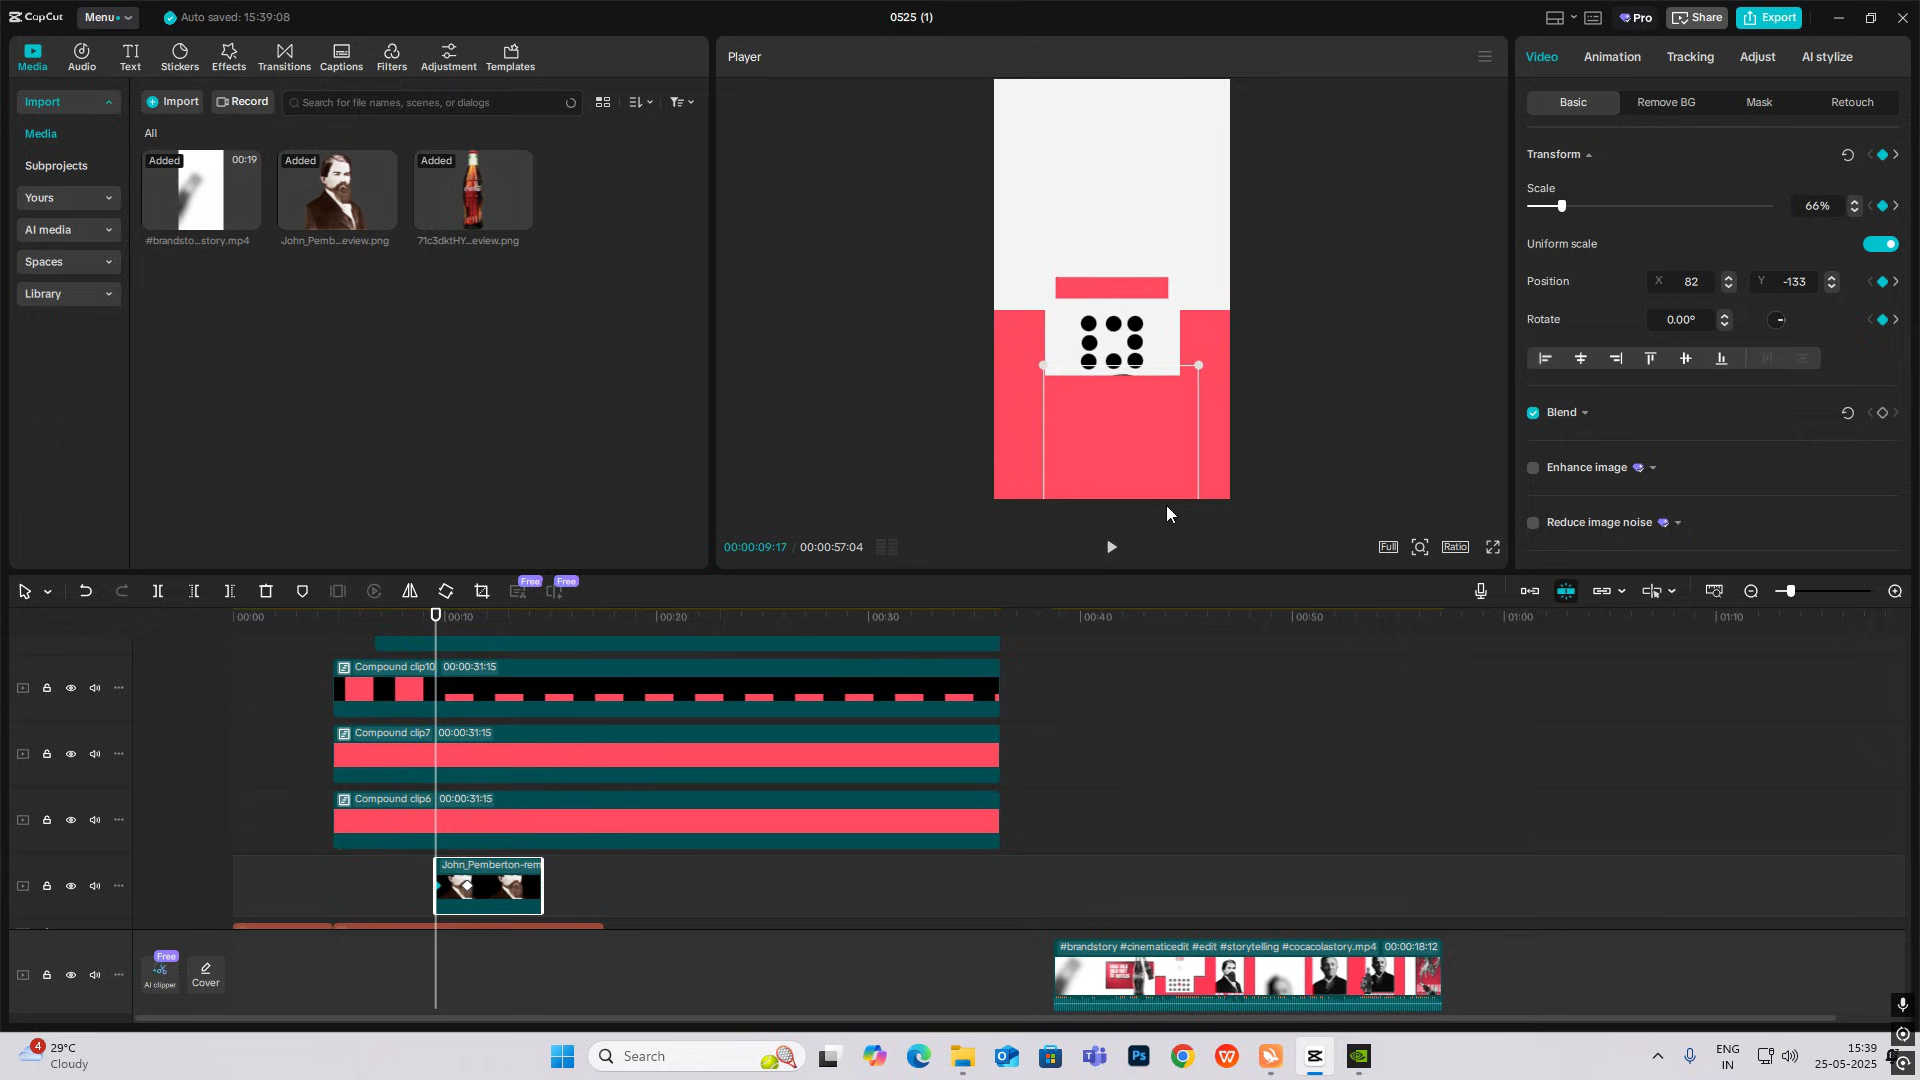 CapCut
Menu
Auto saved: 15:39:08
0525 (1)
Pro
Share
Export
Media
Audio
Text
Stickers
Effects
Transitions
Captions
Filters
Adjustment
Templates
Player
Video
Animation
Tracking
Adjust
AI stylize
Import
Media
Subprojects
Yours
AI media
Spaces
Library
Import
Record
Search for file names, scenes, or dialogs
All
Added
00:19
Added
Added
#brandsto...story.mp4
John_Pemb...eview.png
71c3dktHY...eview.png
Basic
Remove BG
Mask
Retouch
Transform
Scale
66%
Uniform scale
Position
X
82
Y
-133
Rotate
0.00°
Blend
Enhance image
Reduce image noise
00:00:09:17 / 00:00:57:04
Full
Ratio
Free
Free
00:00
00:10
00:20
00:30
00:40
00:50
01:00
01:10
Compound clip10
00:00:31:15
Compound clip7
00:00:31:15
Compound clip6
00:00:31:15
John_Pemberton-rem
Free
AI clipper
Cover
#brandstory #cinematicedit #edit #storytelling #cocacolastory.mp4
00:00:18:12
4
29°C
Cloudy
Search
Ps
ENG
IN
15:39
25-05-2025